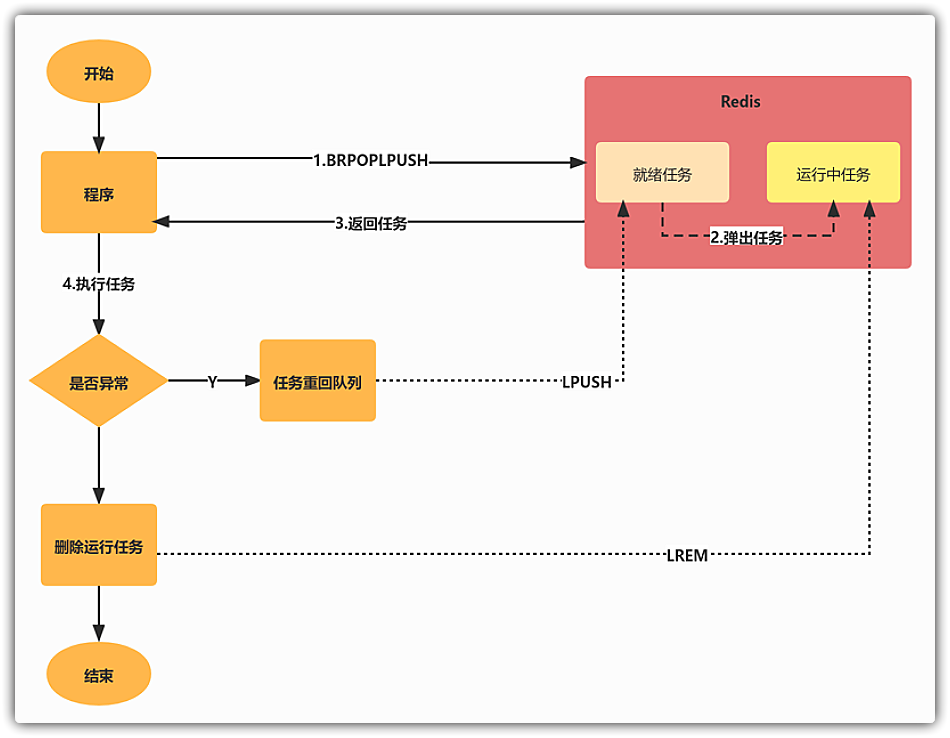 开始
Redis
1.BRPOPLPUSH
程序
就绪任务
运行中任务
3.返回任务
2.弹出任务
4.执行任务
是否异常
Y
任务重回队列
LPUSH
删除运行任务
LREM
结束